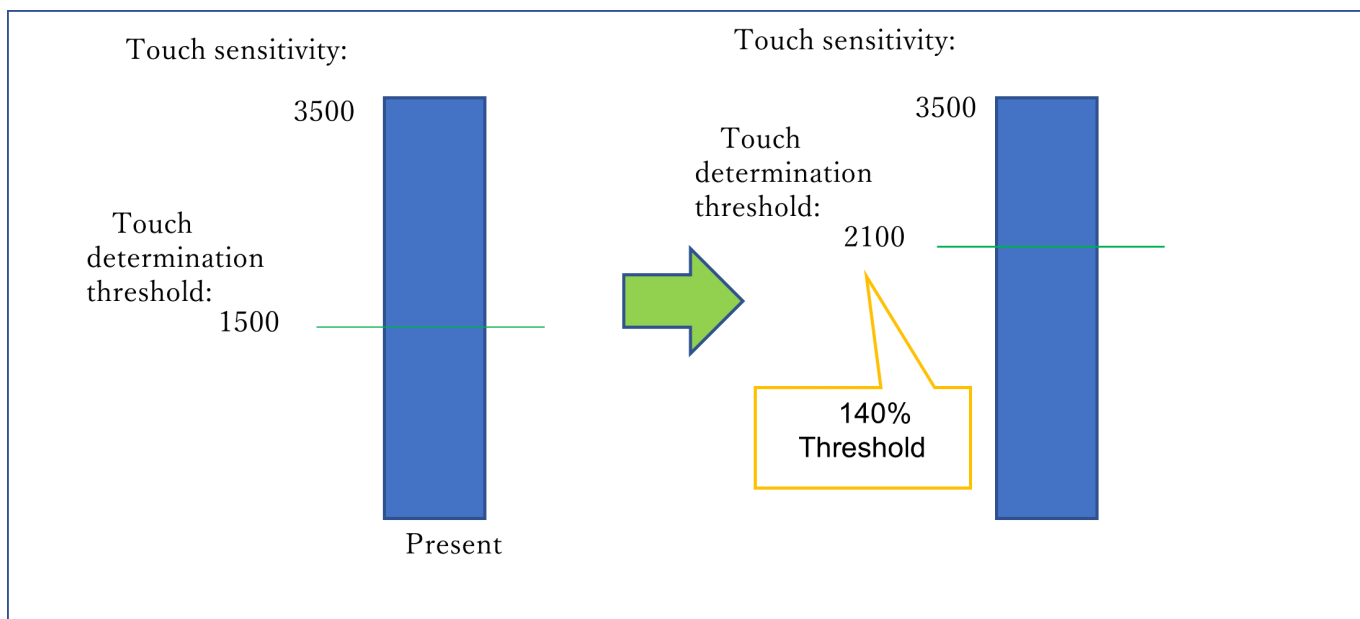 Touch sensitivity:
3500
Touch
determination
threshold:
1500
Present
Touch sensitivity:
3500
Touch
determination
threshold:
2100
140%
Threshold